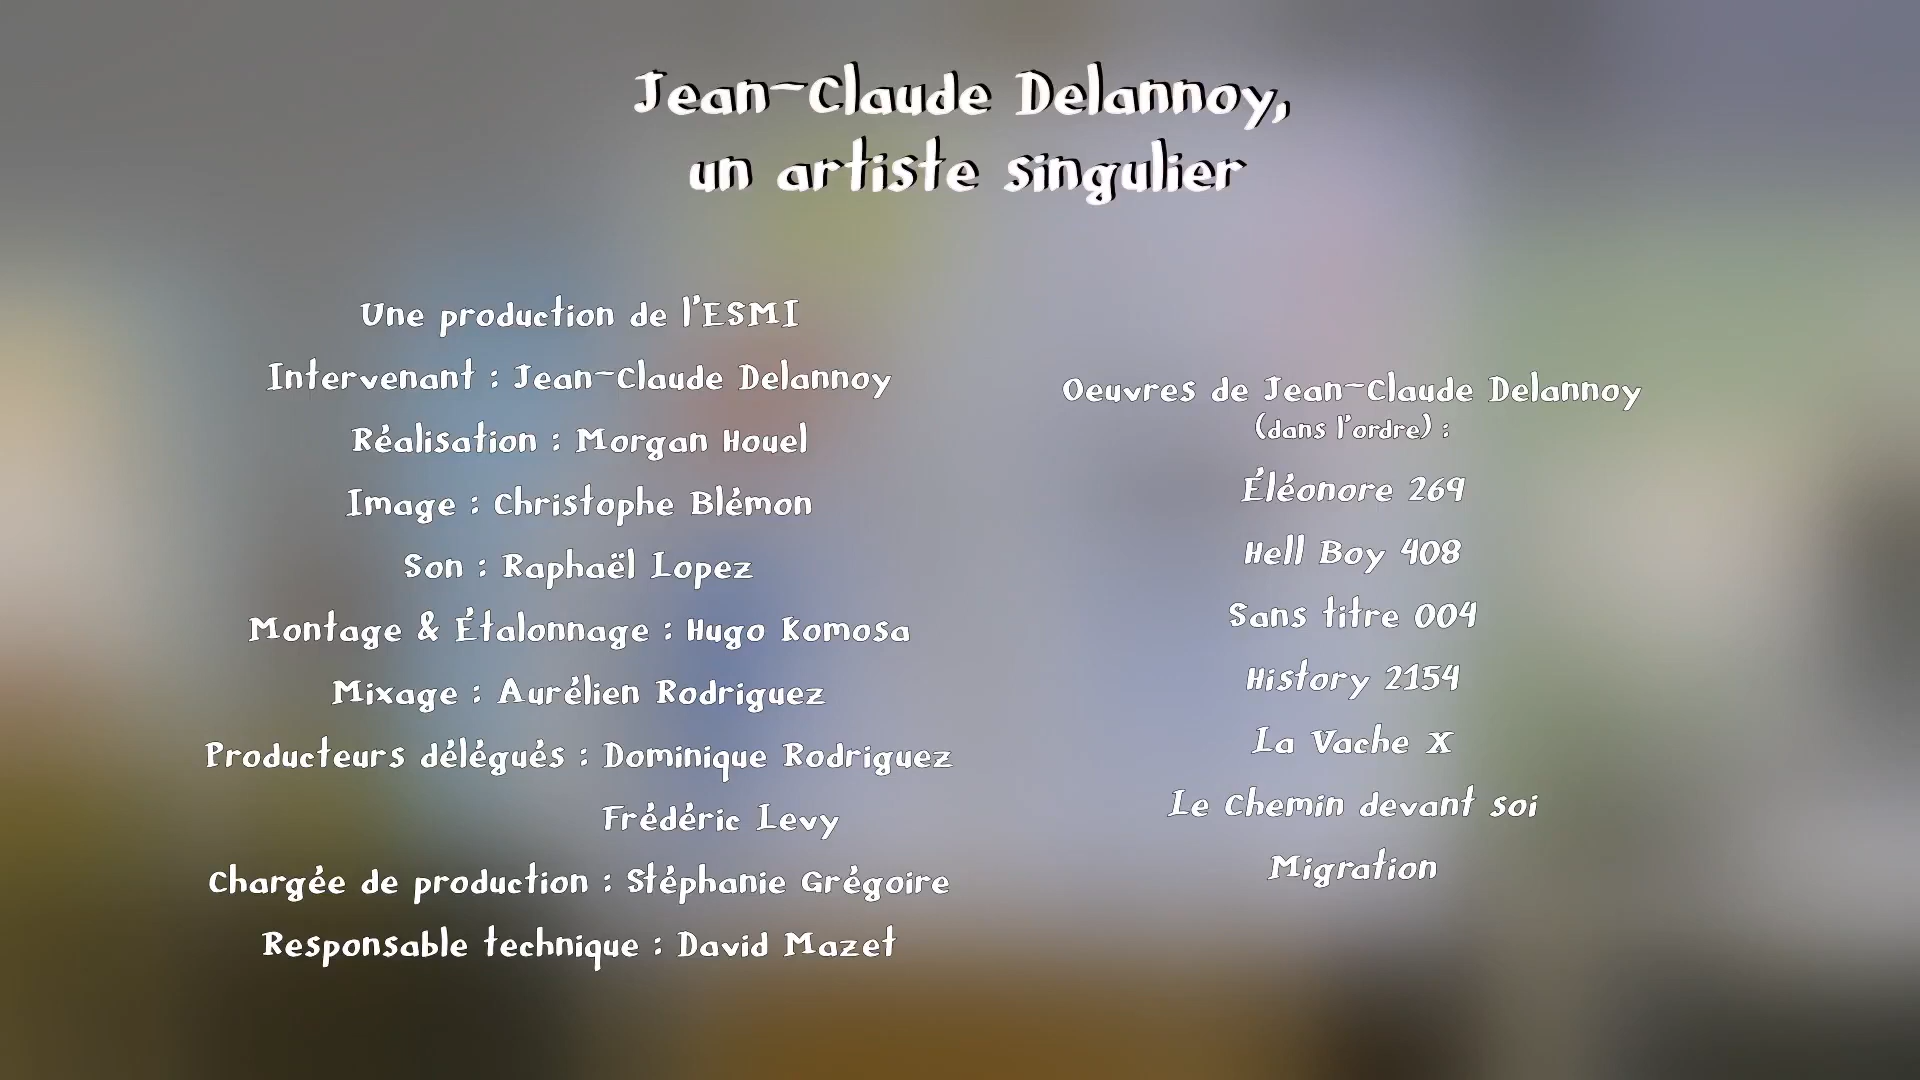 Jean-Claude Delannoy,
un artiste singulier
Une production de l'ESMI
Intervenant : Jean-Claude Delannoy
Réalisation : Morgan Houel
Image : Christophe Blémon
Son : Raphaël Lopez
Montage & Étalonnage : Hugo Komosa
Mixage : Aurélien Rodriguez
Producteurs délégués : Dominique Rodriguez
Frédéric Levy
Chargée de production : Stéphanie Grégoire
Responsable technique : David Mazet
Oeuvres de Jean-Claude Delannoy
(dans l'ordre) :
Éléonore 269
Hell Boy 408
Sans titre 004
History 2154
La Vache X
Le Chemin devant soi
Migration